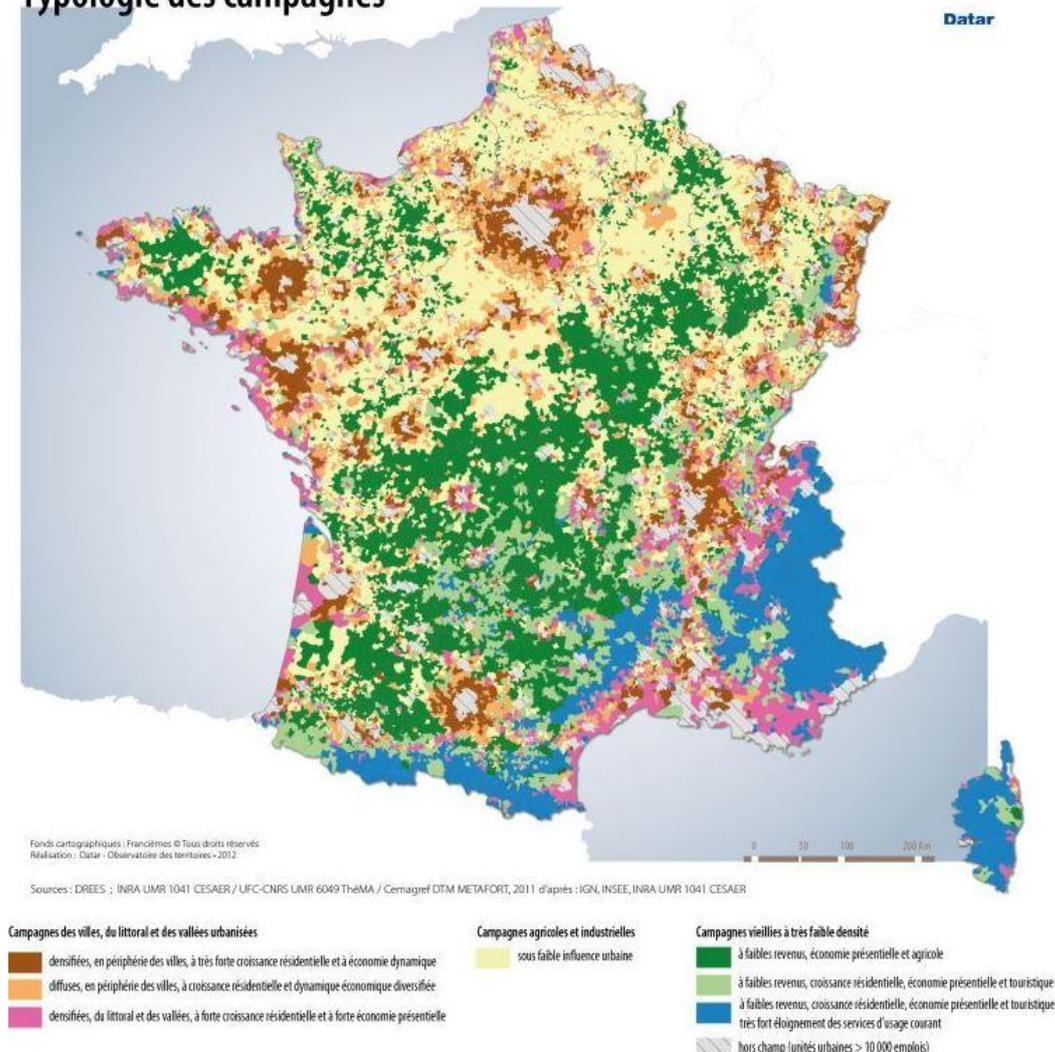 Typologie des campagnes
Datar
Fonds cartographiques : Francièmes © Tous droits réservés
Réalisation : Datar - Observatoire des territoires • 2012
0 50 100 200 Km
Sources : DREES ; INRA UMR 1041 CESAER / UFC-CNRS UMR 6049 ThéMA / Cemagref DTM METAFORT, 2011 d'après : IGN, INSEE, INRA UMR 1041 CESAER
Campagnes des villes, du littoral et des vallées urbanisées
densifiées, en périphérie des villes, à très forte croissance résidentielle et à économie dynamique
diffuses, en périphérie des villes, à croissance résidentielle et dynamique économique diversifiée
densifiées, du littoral et des vallées, à forte croissance résidentielle et à forte économie présentielle
Campagnes agricoles et industrielles
sous faible influence urbaine
Campagnes vieillies à très faible densité
à faibles revenus, économie présentielle et agricole
à faibles revenus, croissance résidentielle, économie présentielle et touristique
à faibles revenus, croissance résidentielle, économie présentielle et touristique
très fort éloignement des services d'usage courant
hors champ (unités urbaines > 10 000 emplois)